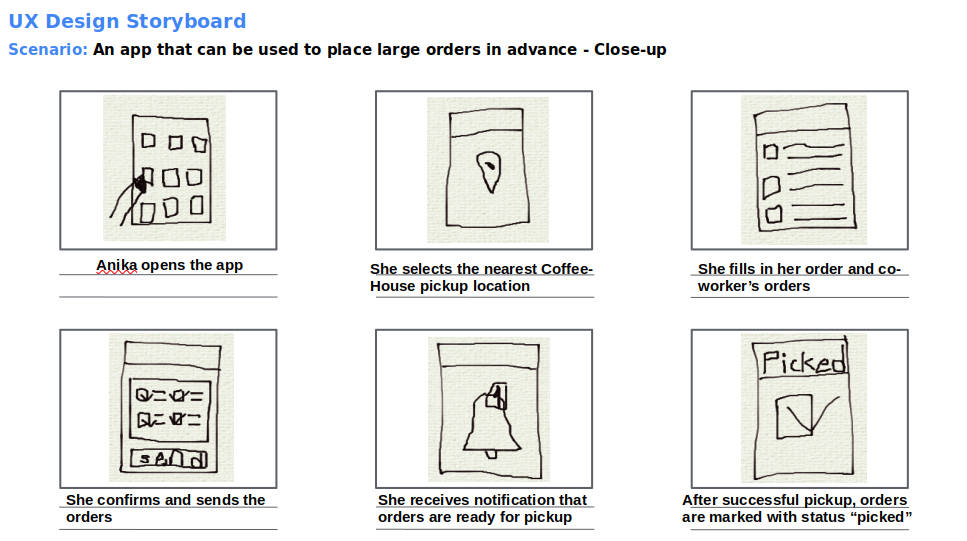 UX Design Storyboard
Scenario: An app that can be used to place large orders in advance - Close-up
Anika opens the app
She selects the nearest Coffee-
House pickup location
She fills in her order and co-
worker’s orders
send
She confirms and sends the
orders
1
She receives notification that
orders are ready for pickup
Picked
After successful pickup, orders
are marked with status “picked”